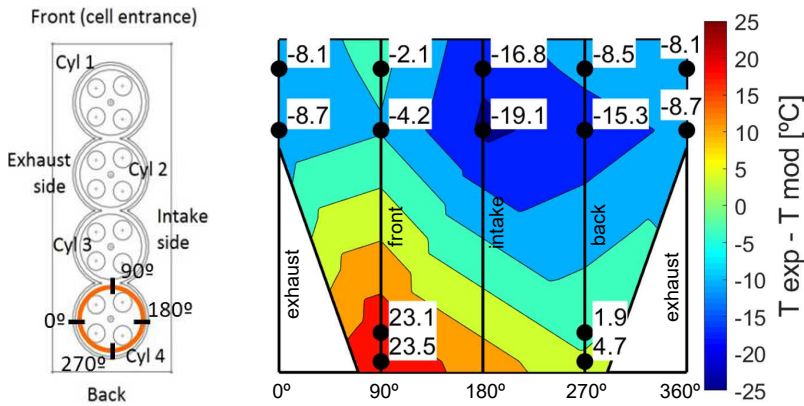 Front (cell entrance)
Cyl 1
Exhaust
side
Cyl 2
Intake
side
Cyl 3
90º
0º
180º
270º
Cyl 4
Back
-8.1
-2.1
-16.8
-8.5
-8.1
-8.7
-4.2
-19.1
-15.3
-8.7
exhaust
front
intake
back
exhaust
23.1
1.9
23.5
4.7
0º
90º
180º
270º
360º
25
20
15
10
5
0
-5
-10
-15
-20
-25
T exp - T mod [ºC]